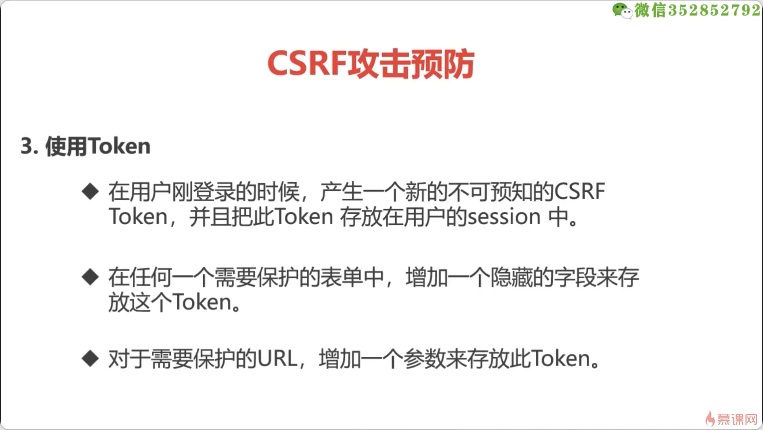 微信352852792
CSRF攻击预防
3. 使用Token
◆ 在用户刚登录的时候，产生一个新的不可预知的CSRF
Token，并且把此Token 存放在用户的session 中。
◆ 在任何一个需要保护的表单中，增加一个隐藏的字段来存
放这个Token。
◆ 对于需要保护的URL，增加一个参数来存放此Token。
慕课网